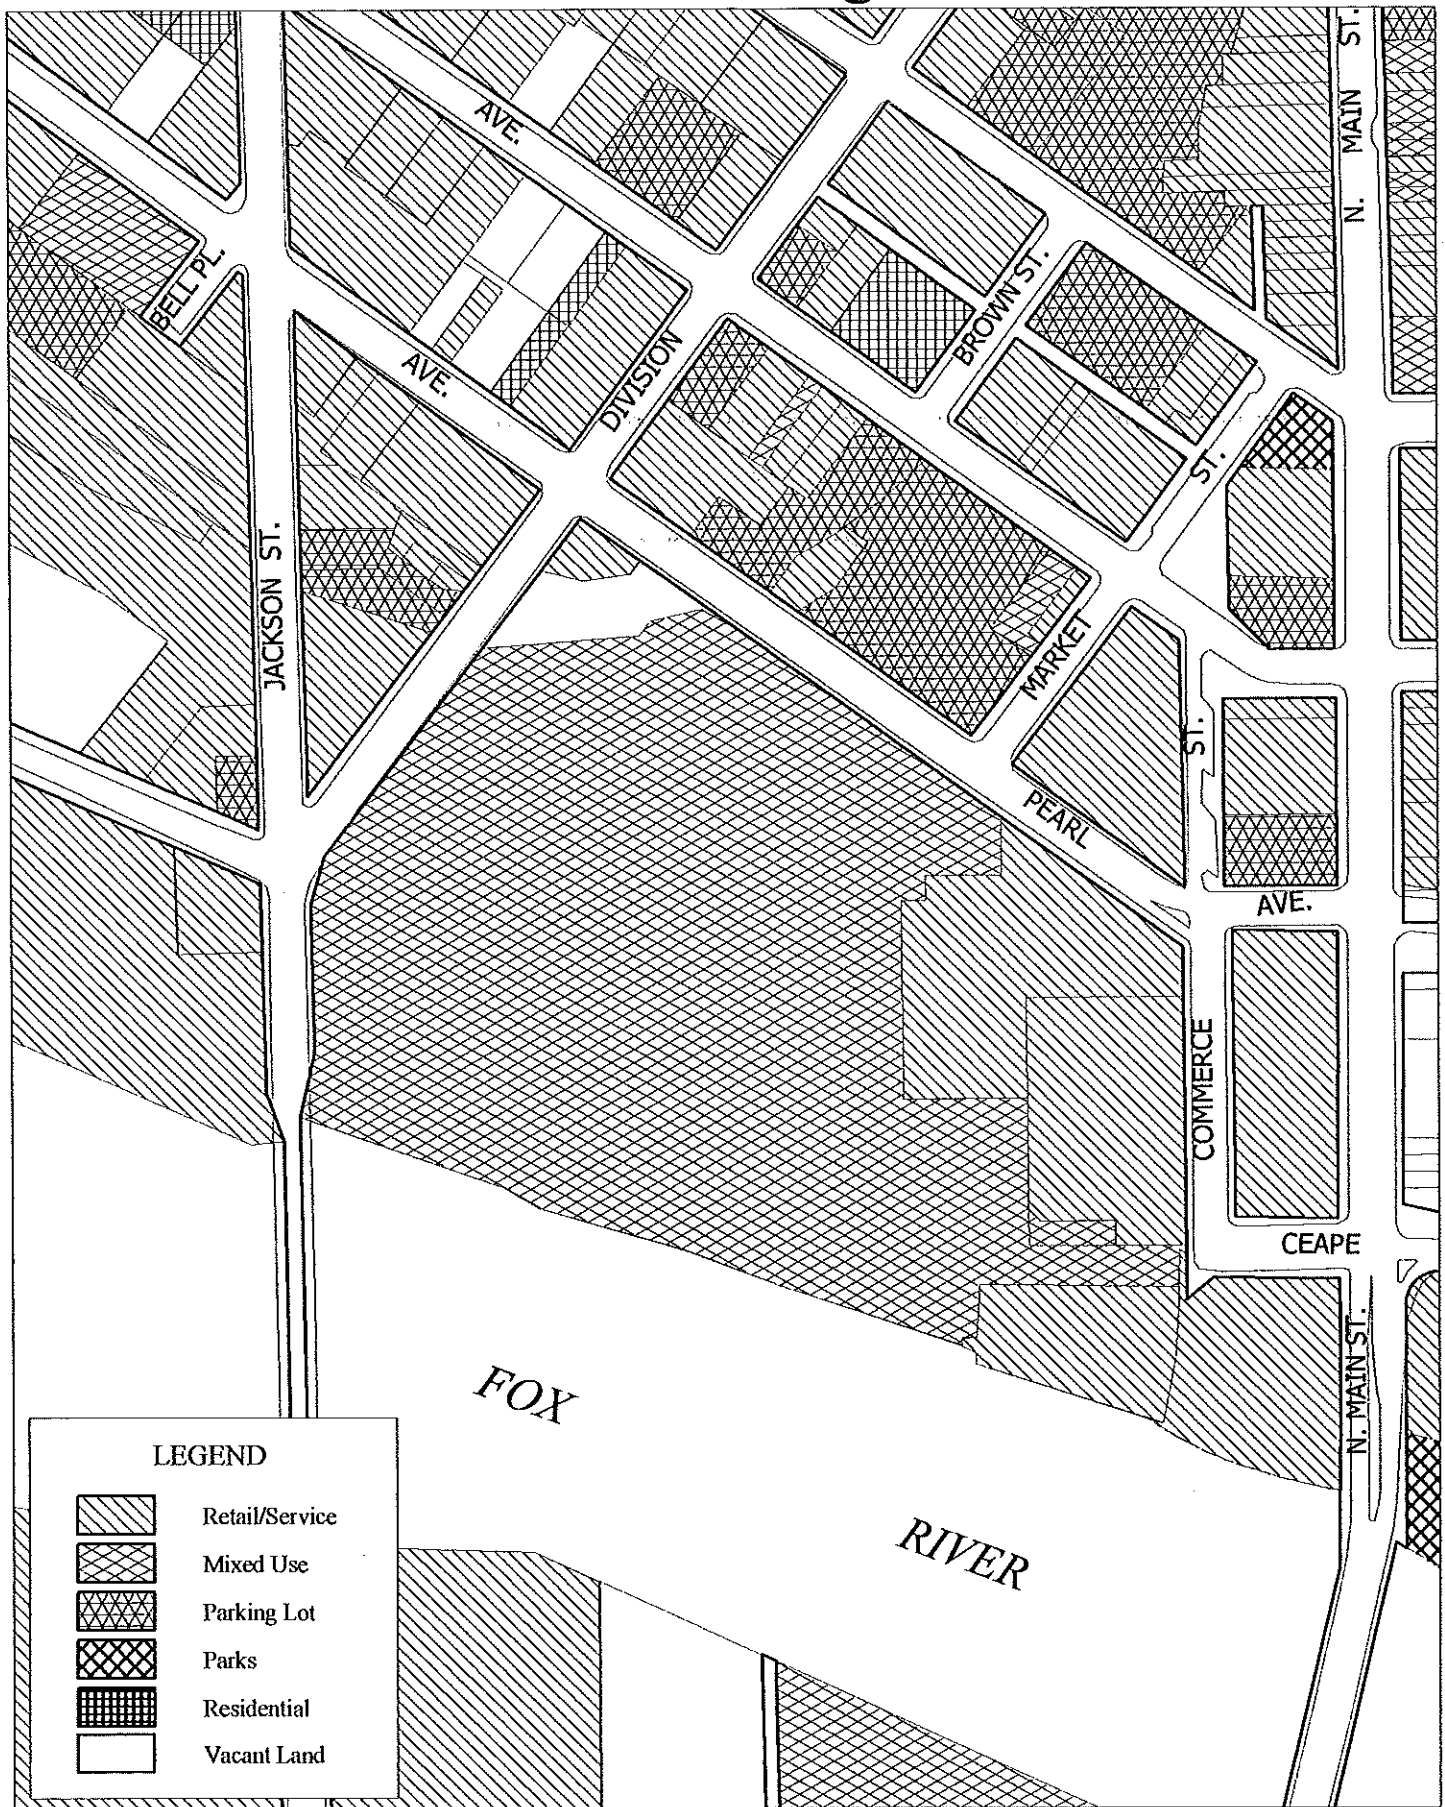 N. MAIN ST.
AVE.
BELL PL.
BROWN ST.
AVE.
DIVISION
ST.
JACKSON ST.
MARKET
ST.
PEARL
AVE.
COMMERCE
CEAPE
N. MAIN ST.
FOX
RIVER
LEGEND
Retail/Service
Mixed Use
Parking Lot
Parks
Residential
Vacant Land